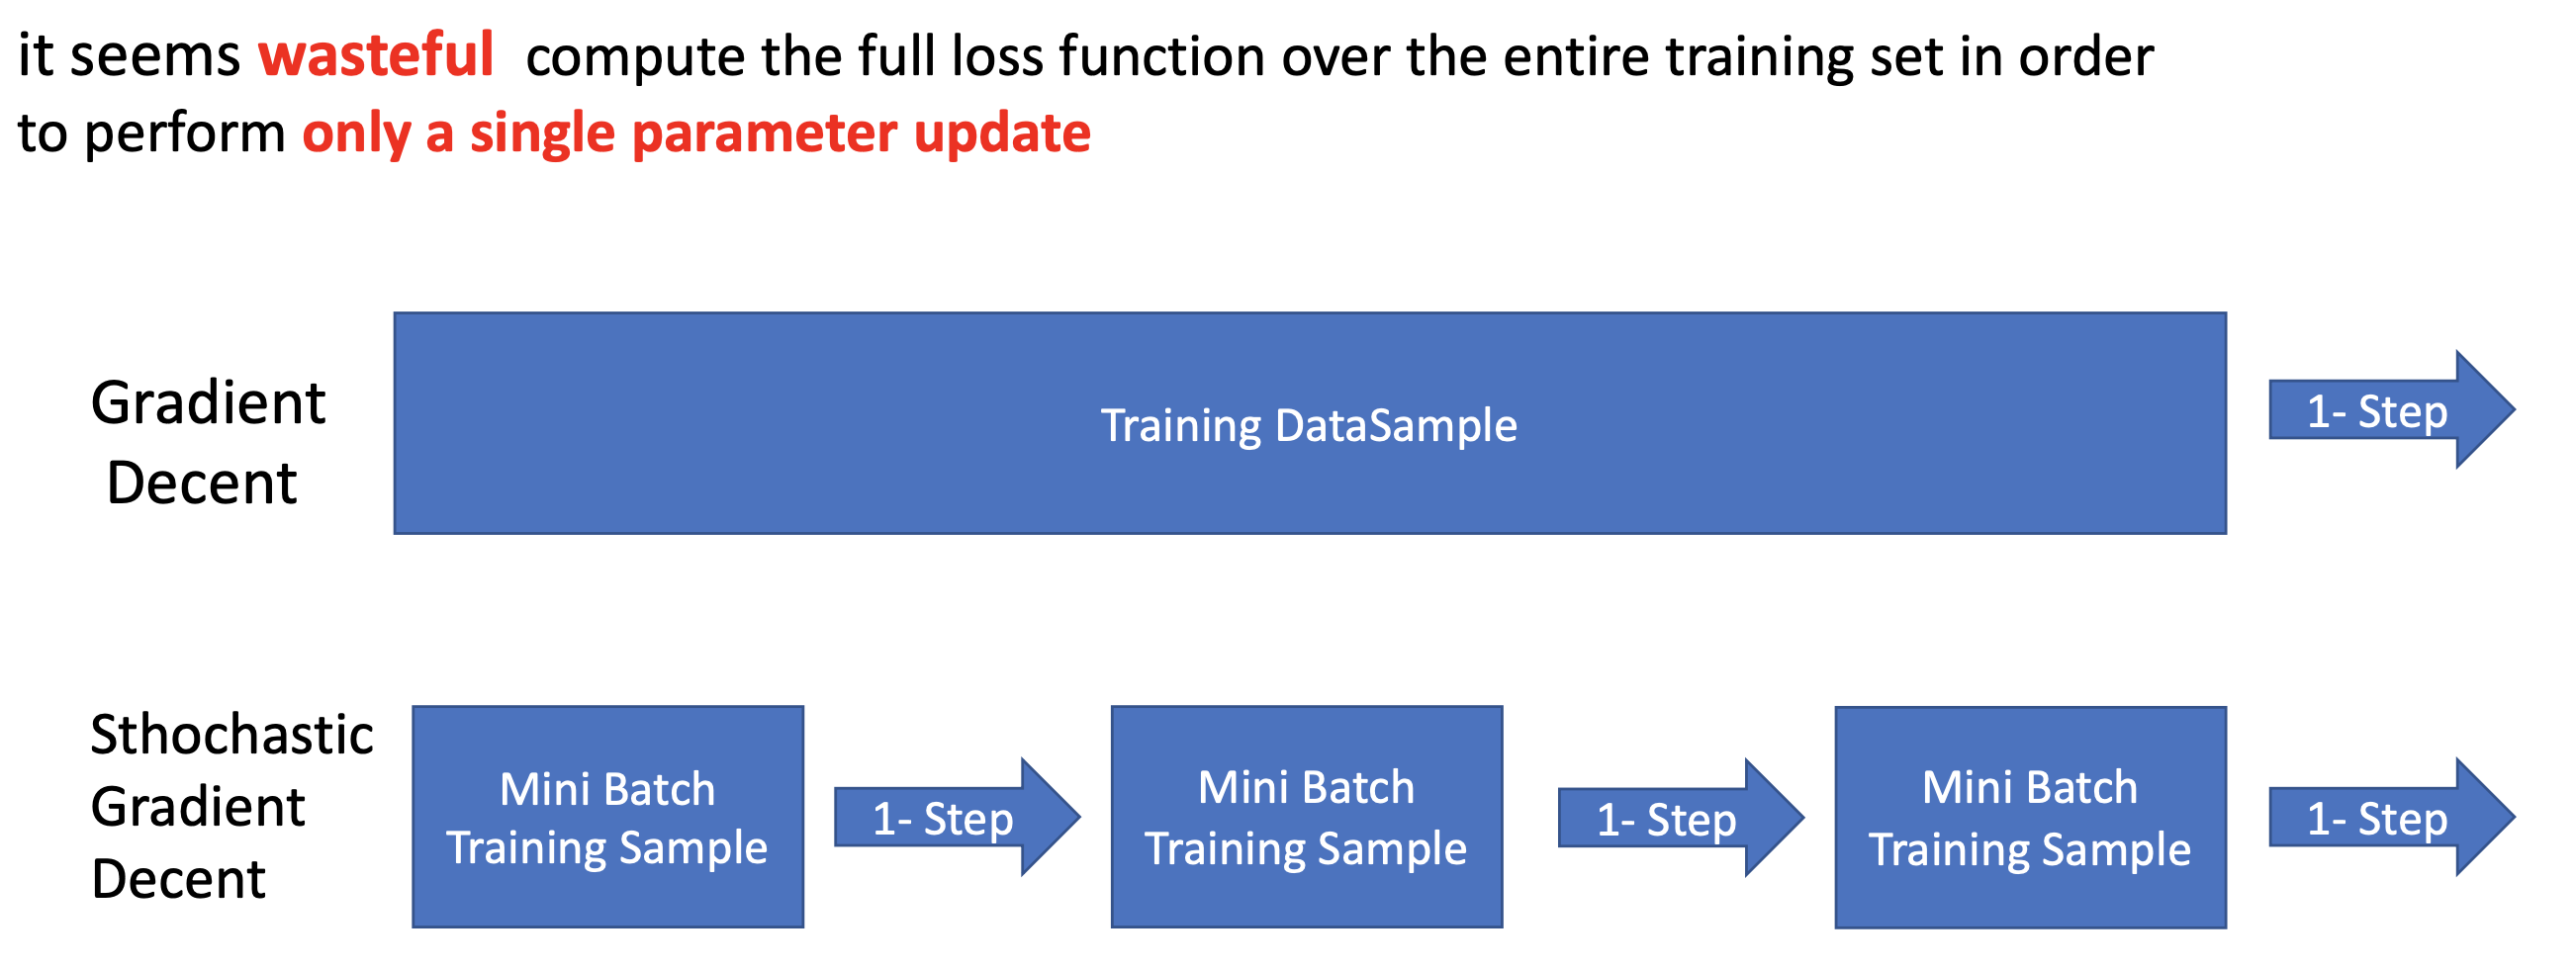 it seems wasteful compute the full loss function over the entire training set in order
to perform only a single parameter update
Gradient
Decent
Training DataSample
1- Step
Sthochastic
Gradient
Decent
Mini Batch
Training Sample
1- Step
Mini Batch
Training Sample
1- Step
Mini Batch
Training Sample
1- Step